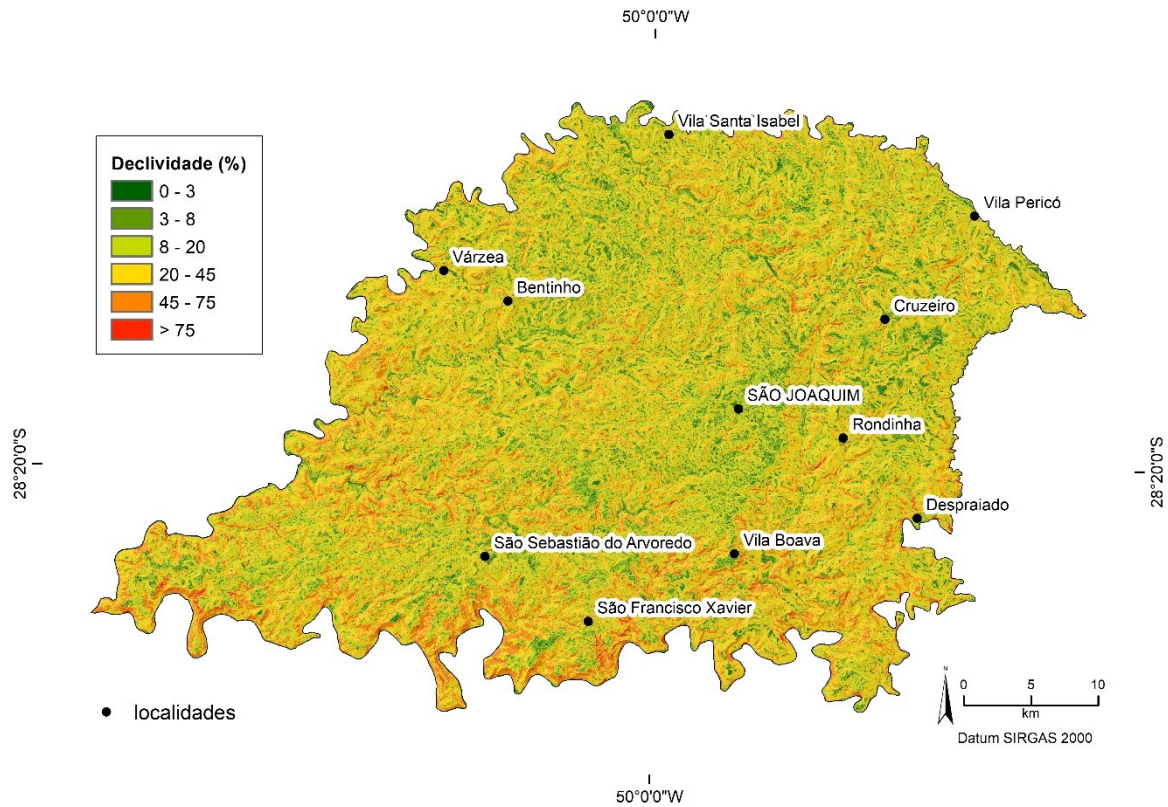 50°0'0"W
Vila Santa Isabel
Declividade (%)
0 - 3
3 - 8
8 - 20
20 - 45
45 - 75
> 75
Vila Pericó
Várzea
Bentinho
Cruzeiro
SÃO JOAQUIM
Rondinha
28°20'0"S
28°20'0"S
Despraiado
São Sebastião do Arvoredo
Vila Boava
São Francisco Xavier
localidades
N
0 5 10
km
Datum SIRGAS 2000
50°0'0"W